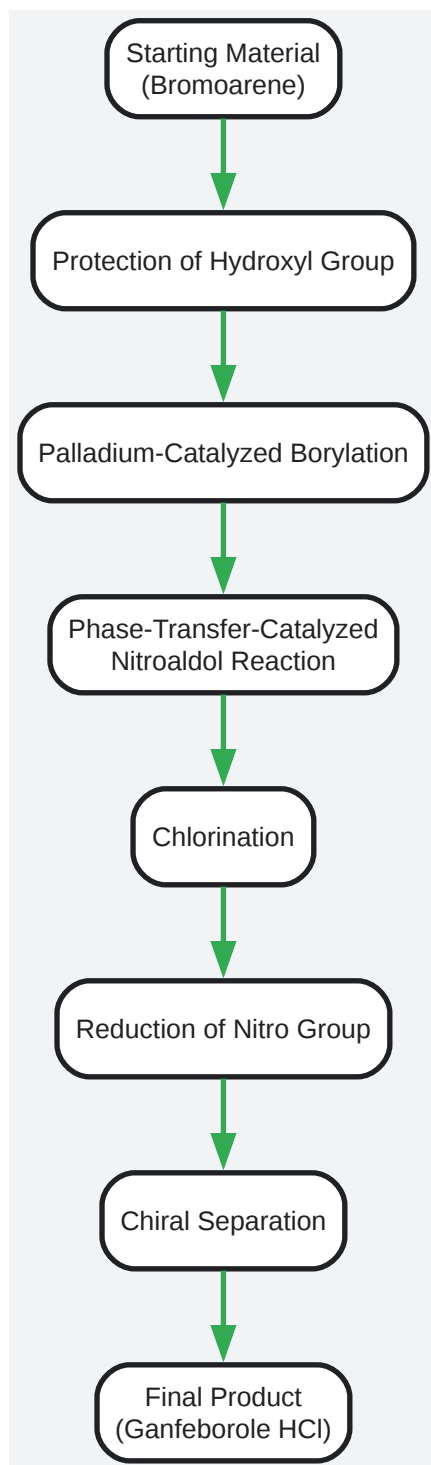 Starting Material
(Bromoarene)
Protection of Hydroxyl Group
Palladium-Catalyzed Borylation
Phase-Transfer-Catalyzed
Nitroaldol Reaction
Chlorination
Reduction of Nitro Group
Chiral Separation
Final Product
(Ganfeborole HCl)